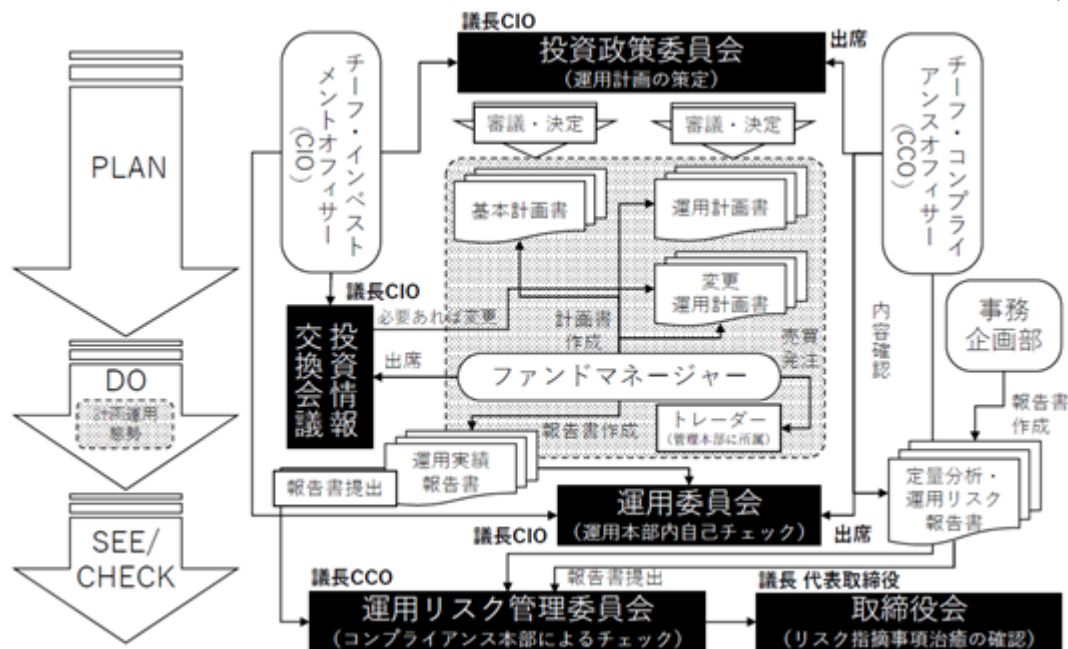 議長CIO
投資政策委員会
(運用計画の策定)
出席
チーフ・インベスト
メントオフィサー
(CIO)
チーフ・コンプライ
アンスオフィサー
(CCO)
PLAN
審議・決定
審議・決定
基本計画書
運用計画書
変更
運用計画書
議長CIO
必要あれば変更
計画書
作成
売買
発注
内容確認
事務
企画部
投資情報
交換会議
出席
ファンドマネージャー
DO
計画運用
態勢
報告書作成
トレーダー
(管理本部に所属)
報告書
作成
運用実績
報告書
報告書提出
定量分析・
運用リスク
報告書
運用委員会
(運用本部内自己チェック)
議長CIO
出席
SEE/
CHECK
議長CCO
報告書提出
議長 代表取締役
運用リスク管理委員会
(コンプライアンス本部によるチェック)
取締役会
(リスク指摘事項治癒の確認)